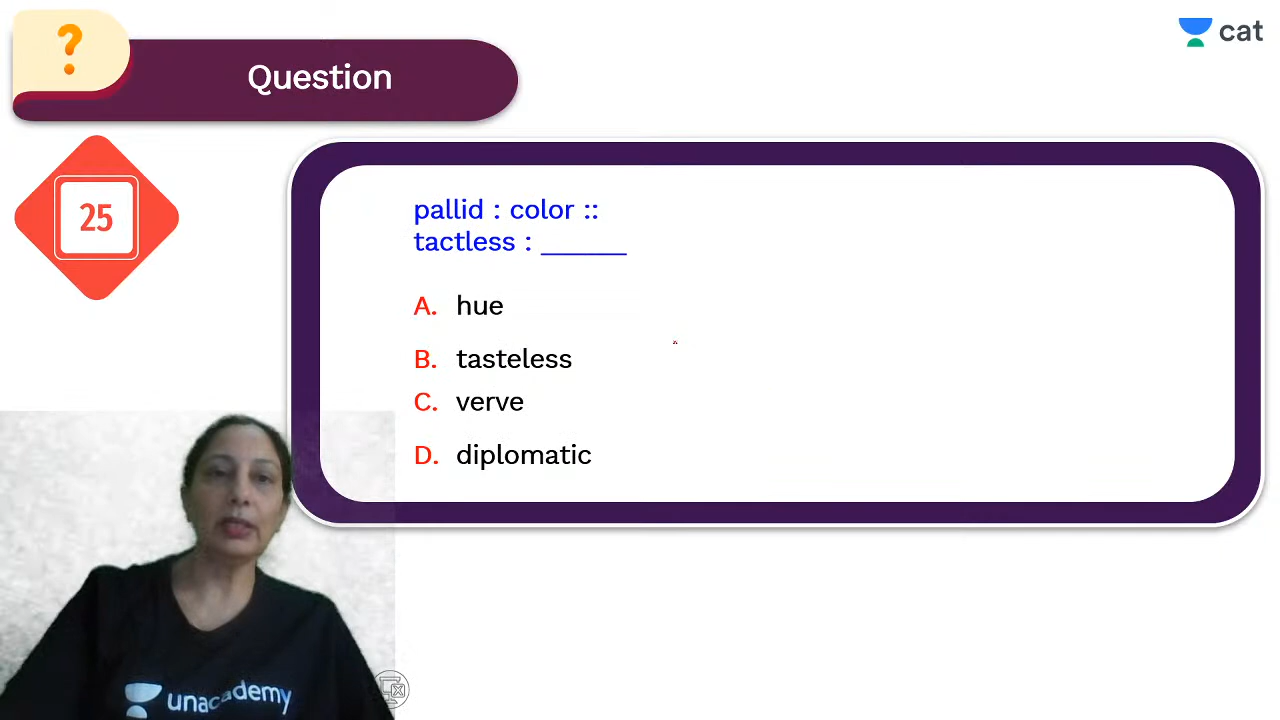 ?
Question
cat
25
pallid : color ::
tactless : ______
A. hue
B. tasteless
C. verve
D. diplomatic
unacademy